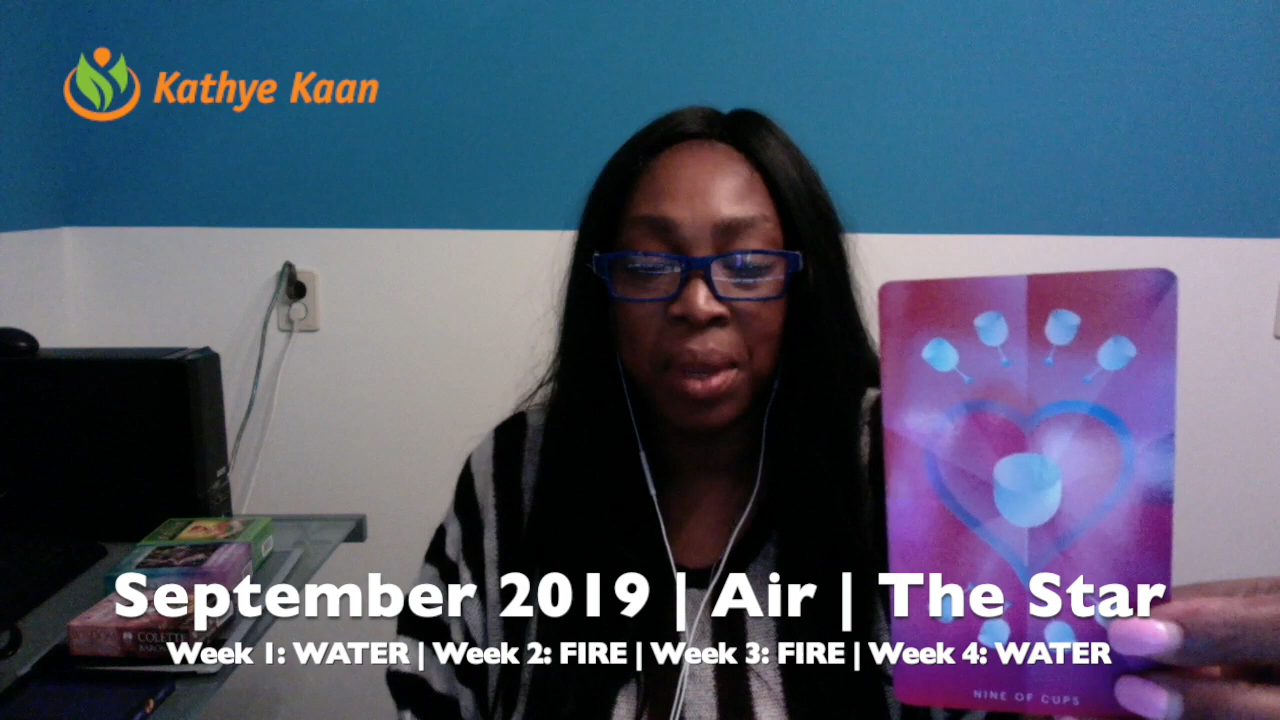 Kathye Kaan
COLETTE
September 2019 | Air | The Star
Week 1: WATER | Week 2: FIRE | Week 3: FIRE | Week 4: WATER
NINE OF CUPS